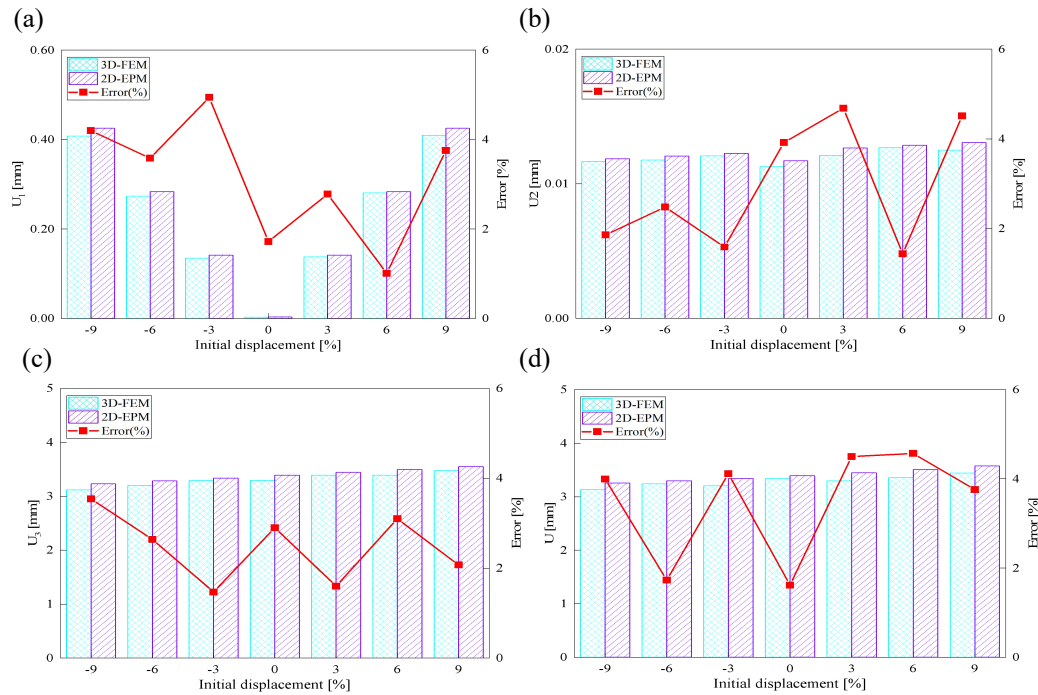 (a)
0.60
0.40
0.20
0.00
U1 [mm]
3D-FEM
2D-EPM
Error(%)
6
4
2
0
Error [%]
-9 -6 -3 0 3 6 9
Initial displacement [%]
(b)
0.02
0.01
0.00
U2 [mm]
3D-FEM
2D-EPM
Error(%)
6
4
2
0
Error [%]
-9 -6 -3 0 3 6 9
Initial displacement [%]
(c)
5
4
3
2
1
0
U3 [mm]
3D-FEM
2D-EPM
Error(%)
6
4
2
0
Error [%]
-9 -6 -3 0 3 6 9
Initial displacement [%]
(d)
5
4
3
2
1
0
U [mm]
3D-FEM
2D-EPM
Error(%)
6
4
2
0
Error [%]
-9 -6 -3 0 3 6 9
Initial displacement [%]